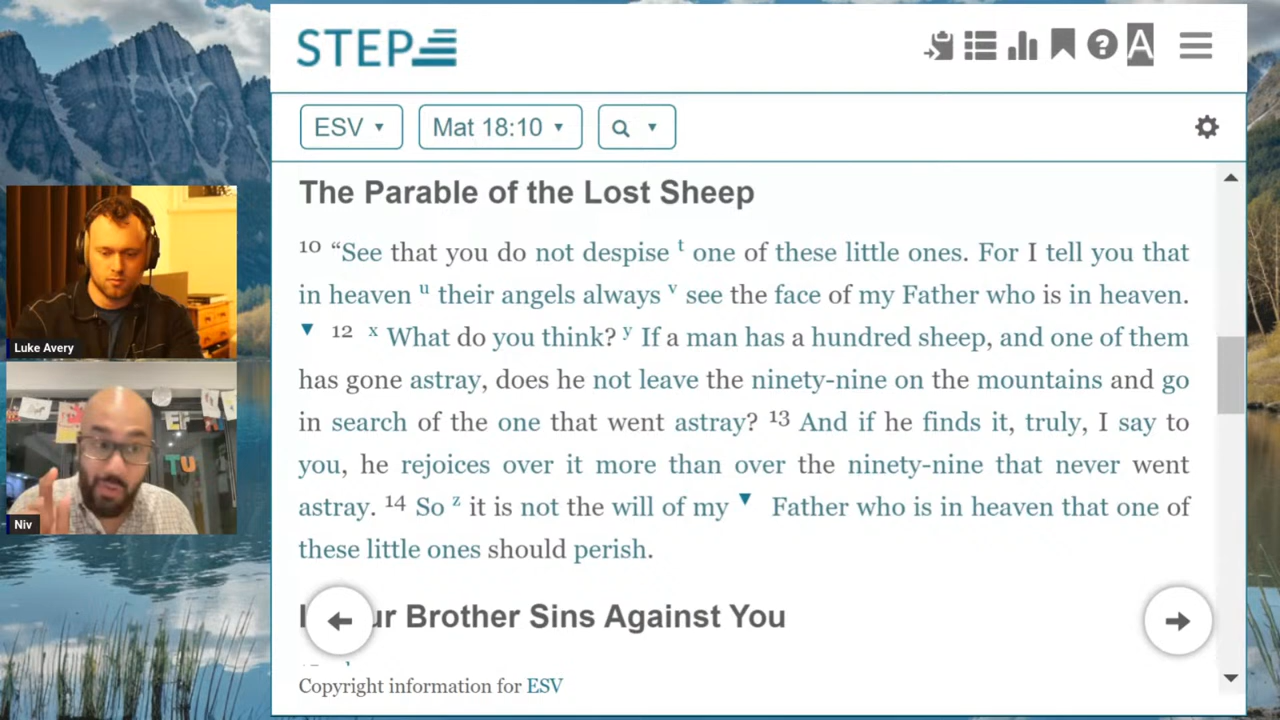 STEP
A
ESV ▼ Mat 18:10 ▼ ▼
The Parable of the Lost Sheep
10 “See that you do not despise t one of these little ones. For I tell you that
in heaven u their angels always v see the face of my Father who is in heaven.
▼ 12 x What do you think? y If a man has a hundred sheep, and one of them
has gone astray, does he not leave the ninety-nine on the mountains and go
in search of the one that went astray? 13 And if he finds it, truly, I say to
you, he rejoices over it more than over the ninety-nine that never went
astray. 14 So z it is not the will of my ▼ Father who is in heaven that one of
these little ones should perish.
ur Brother Sins Against You
Copyright information for ESV
Luke Avery
TU
Niv